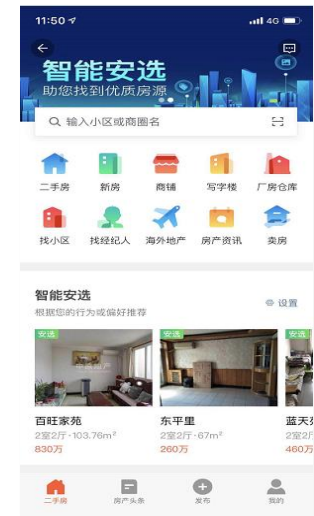 11:50
4G
智能安选
助您找到优质房源
输入小区或商圈名
二手房 新房 商铺 写字楼 厂房仓库
找小区 找经纪人 海外地产 房产资讯 卖房
智能安选
设置
根据您的行为或偏好推荐
安选 安选 安选
百旺家苑 东平里 蓝天
2室2厅·103.76m² 2室2厅·67m² 2室2厅
830万 260万 460万
二手房 房产头条 发布 我的